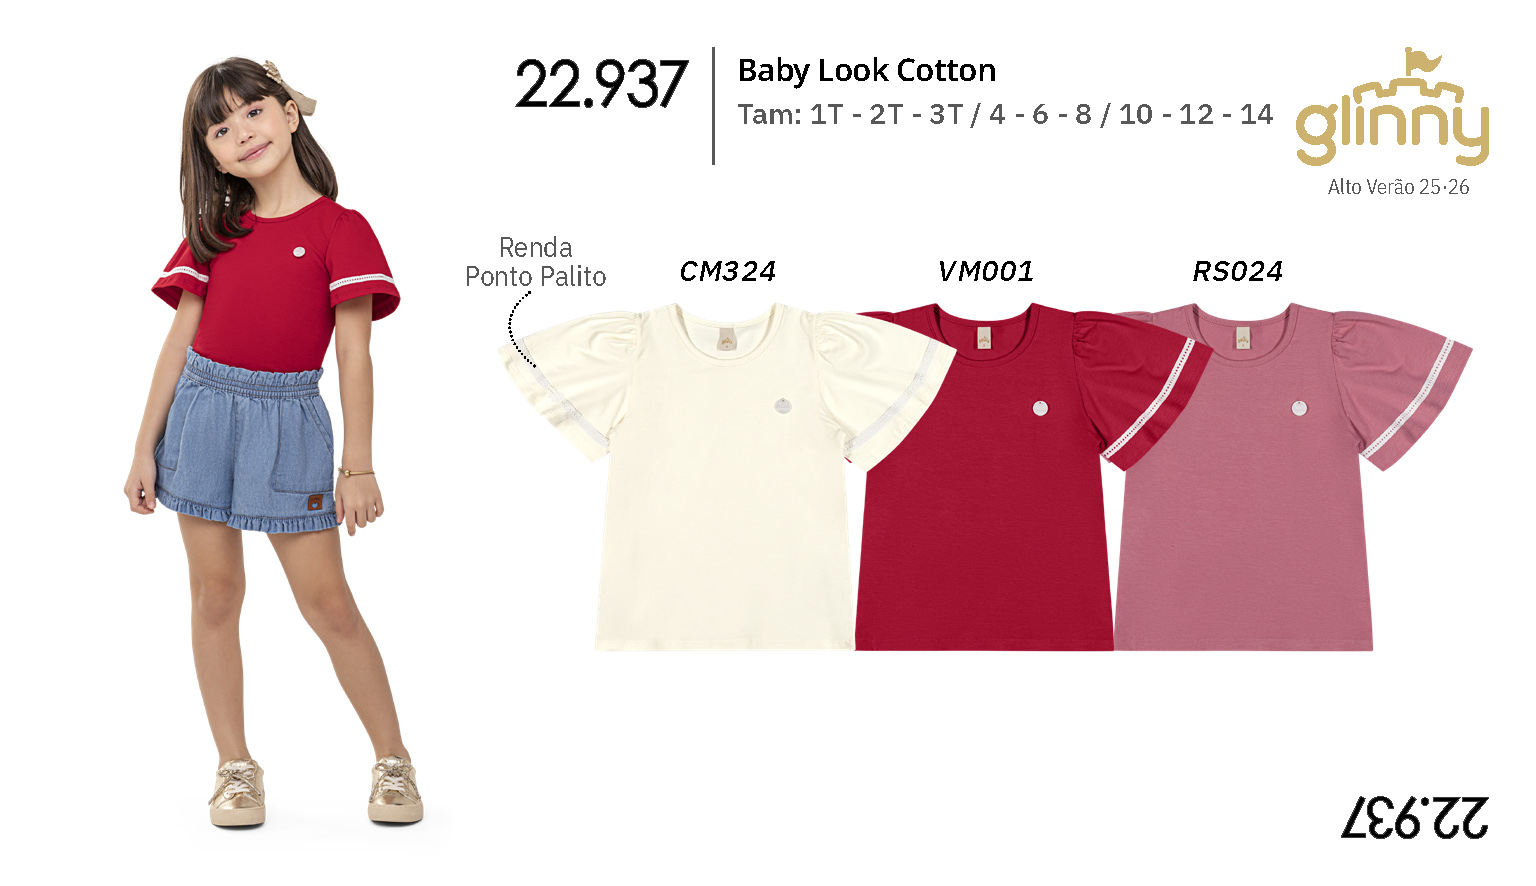 22.937
Baby Look Cotton
Tam: 1T - 2T - 3T / 4 - 6 - 8 / 10 - 12 - 14
glinny
Alto Verão 25·26
Renda
Ponto Palito
CM324
VM001
RS024
22.937